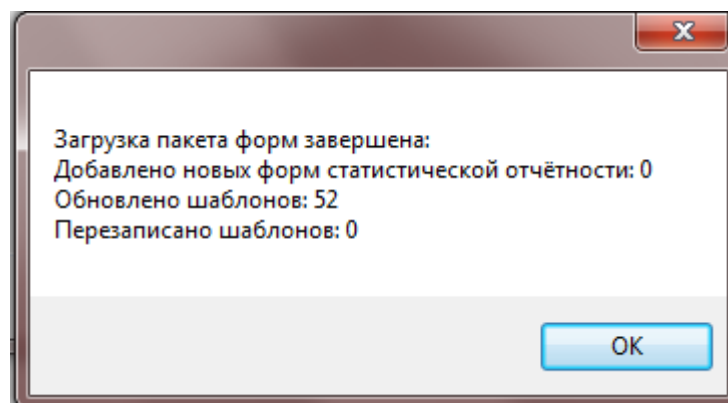 Загрузка пакета форм завершена:
Добавлено новых форм статистической отчётности: 0
Обновлено шаблонов: 52
Перезаписано шаблонов: 0
OK